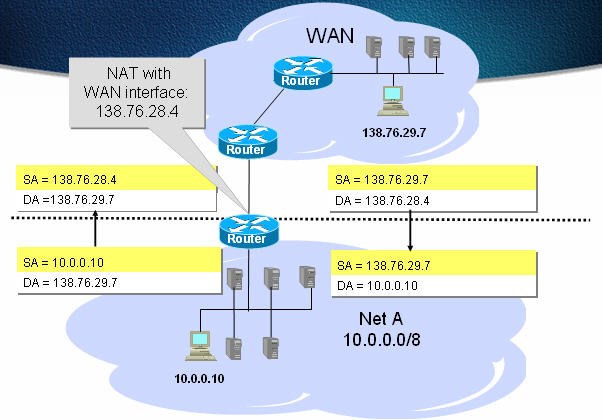 WAN
NAT with
WAN interface:
138.76.28.4
Router
138.76.29.7
Router
SA = 138.76.28.4
DA =138.76.29.7
SA = 138.76.29.7
DA = 138.76.28.4
Router
SA = 10.0.0.10
DA = 138.76.29.7
SA = 138.76.29.7
DA = 10.0.0.10
Net A
10.0.0.0/8
10.0.0.10